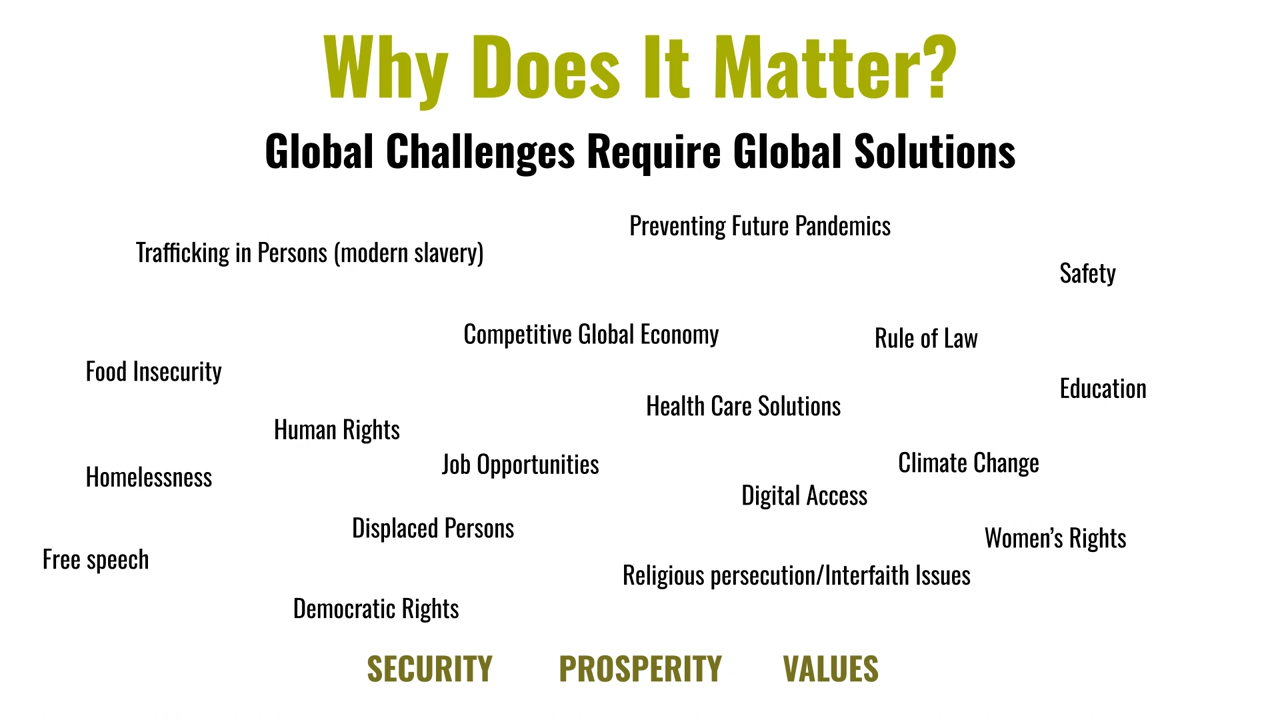 Why Does It Matter?
Global Challenges Require Global Solutions
Preventing Future Pandemics
Trafficking in Persons (modern slavery)
Safety
Competitive Global Economy
Rule of Law
Food Insecurity
Education
Health Care Solutions
Human Rights
Job Opportunities
Climate Change
Homelessness
Digital Access
Displaced Persons
Women’s Rights
Free speech
Religious persecution/Interfaith Issues
Democratic Rights
SECURITY PROSPERITY VALUES